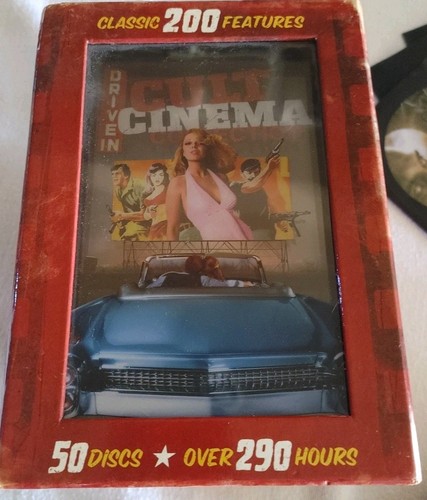 CLASSIC 200 FEATURES
DRIVE IN
CULT
CINEMA
50 DISCS ★ OVER 290 HOURS